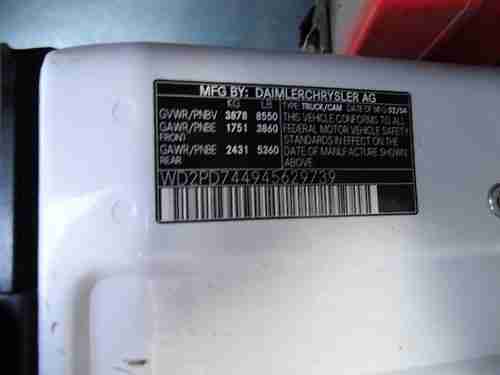 MFG BY: DAIMLERCHRYSLER AG
KG LB TYPE: TRUCK/CAM DATE OF MFG 02/04
GVWR/PNBV 3878 8550 THIS VEHICLE CONFORMS TO ALL
GAWR/PNBE 1751 3860 FEDERAL MOTOR VEHICLE SAFETY
FRONT) STANDARDS IN EFFECT ON THE
GAWR/PNBE 2431 5360 DATE OF MFG SHOWN
REAR ABOVE
WD2PD744945629739